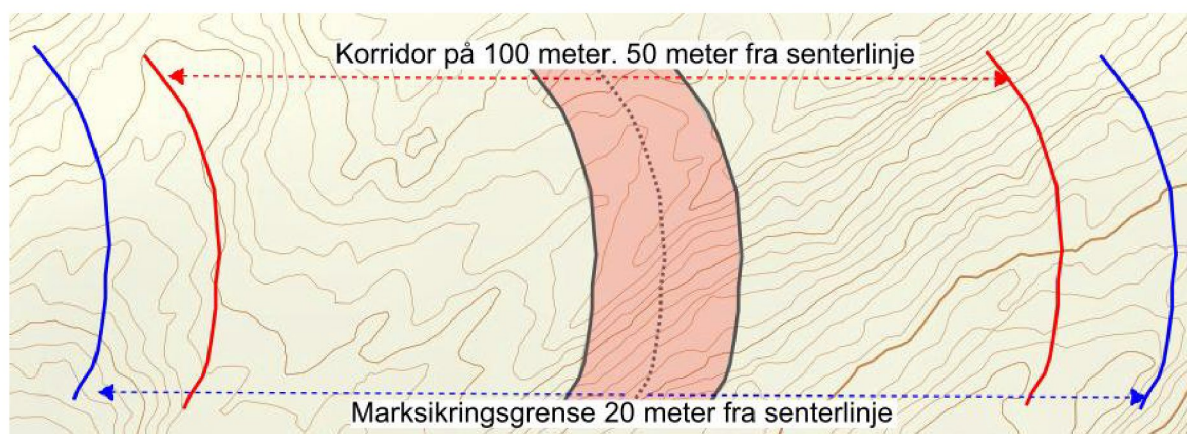 Korridor på 100 meter. 50 meter fra senterlinje
Marksikringsgrense 20 meter fra senterlinje